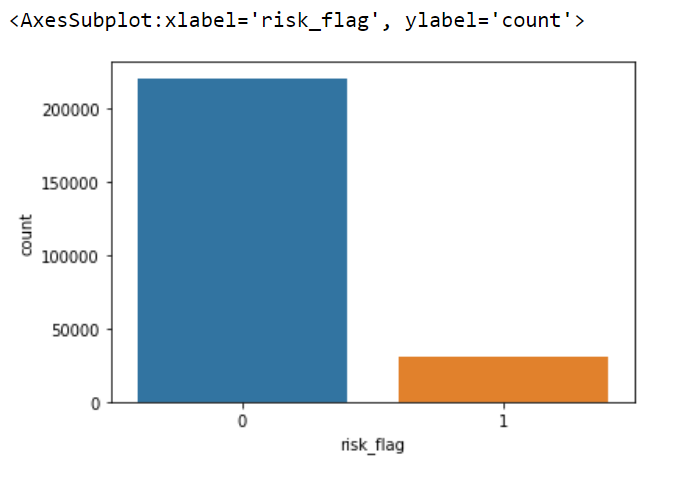 <AxesSubplot:xlabel='risk_flag', ylabel='count'>
200000
150000
100000
50000
0
count
0 1
risk_flag